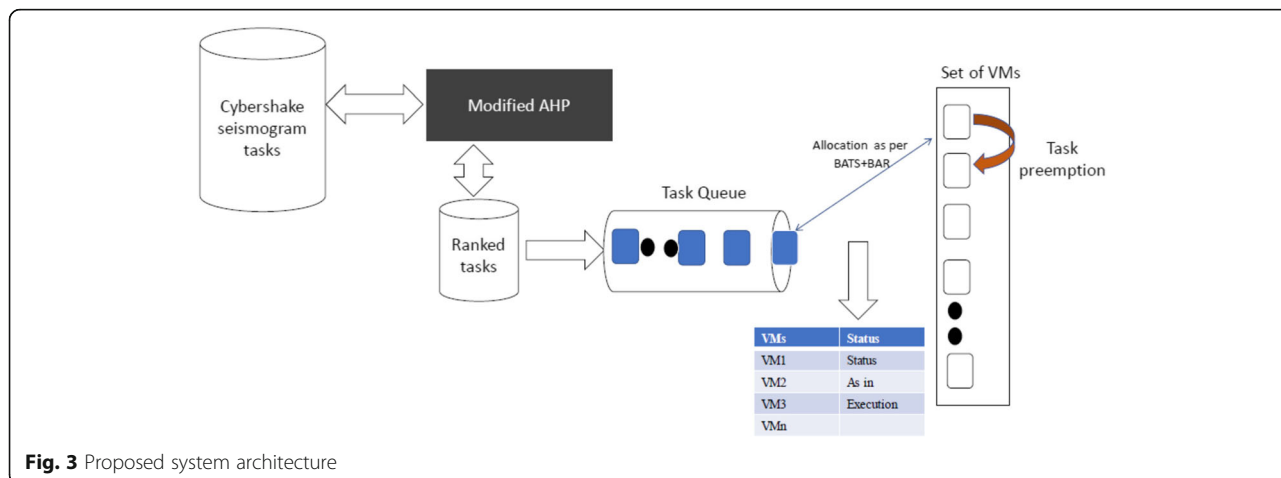 Cybershake
seismogram
tasks
Modified AHP
Ranked
tasks
Task Queue
Allocation as per
BATS+BAR
Set of VMs
Task
preemption
VMs Status
VM1 Status
VM2 As in
VM3 Execution
VMn
Fig. 3 Proposed system architecture